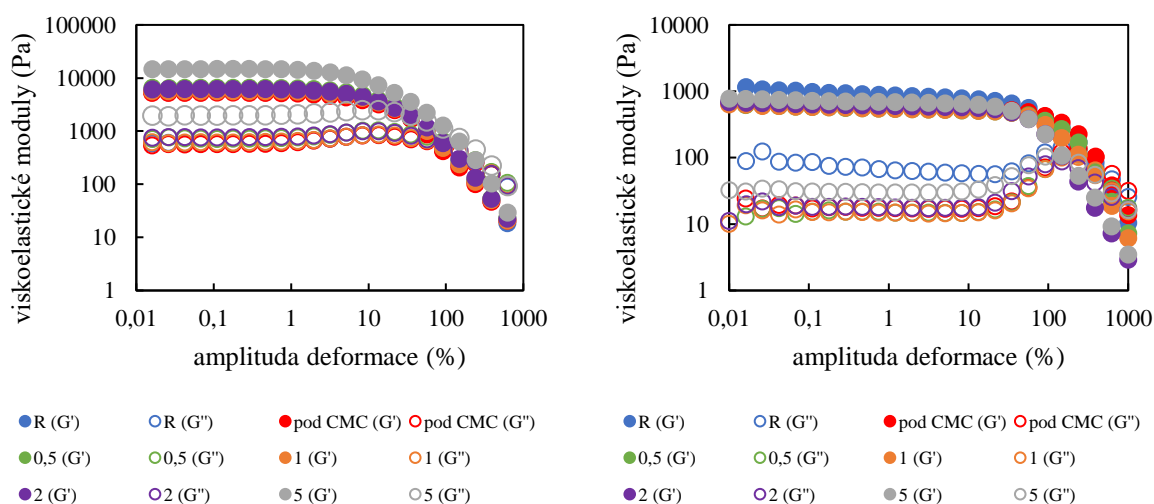 viskoelastické moduly (Pa)
100000
10000
1000
100
10
1
0,01 0,1 1 10 100 1000
amplituda deformace (%)
R (G') R (G'') pod CMC (G') pod CMC (G'')
0,5 (G') 0,5 (G'') 1 (G') 1 (G'')
2 (G') 2 (G'') 5 (G') 5 (G'')
viskoelastické moduly (Pa)
10000
1000
100
10
1
0,01 0,1 1 10 100 1000
amplituda deformace (%)
R (G') R (G'') pod CMC (G') pod CMC (G'')
0,5 (G') 0,5 (G'') 1 (G') 1 (G'')
2 (G') 2 (G'') 5 (G') 5 (G'')